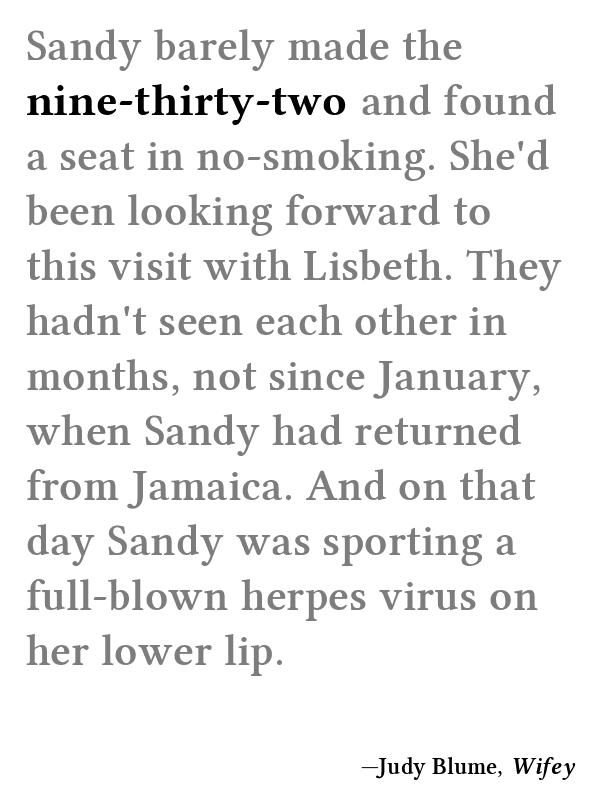 Sandy barely made the
nine-thirty-two and found
a seat in no-smoking. She'd
been looking forward to
this visit with Lisbeth. They
hadn't seen each other in
months, not since January,
when Sandy had returned
from Jamaica. And on that
day Sandy was sporting a
full-blown herpes virus on
her lower lip.
—Judy Blume, Wifey